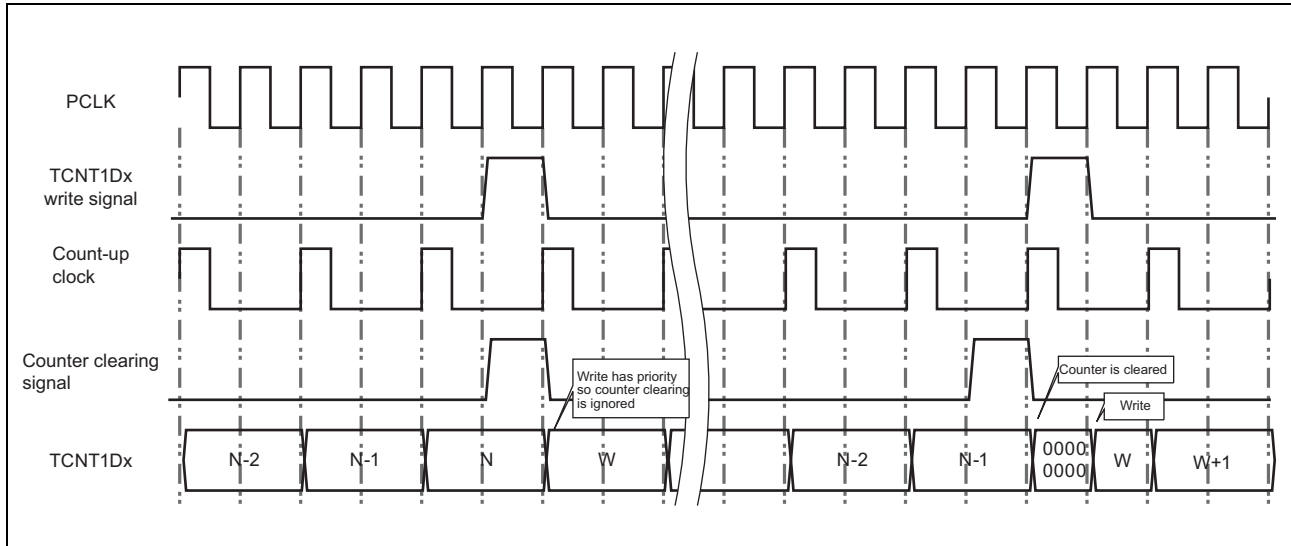 PCLK
TCNT1Dx
write signal
Count-up
clock
Counter clearing
signal
Write has priority
so counter clearing
is ignored
Counter is cleared
Write
TCNT1Dx
N-2
N-1
N
W
N-2
N-1
0000
0000
W
W+1